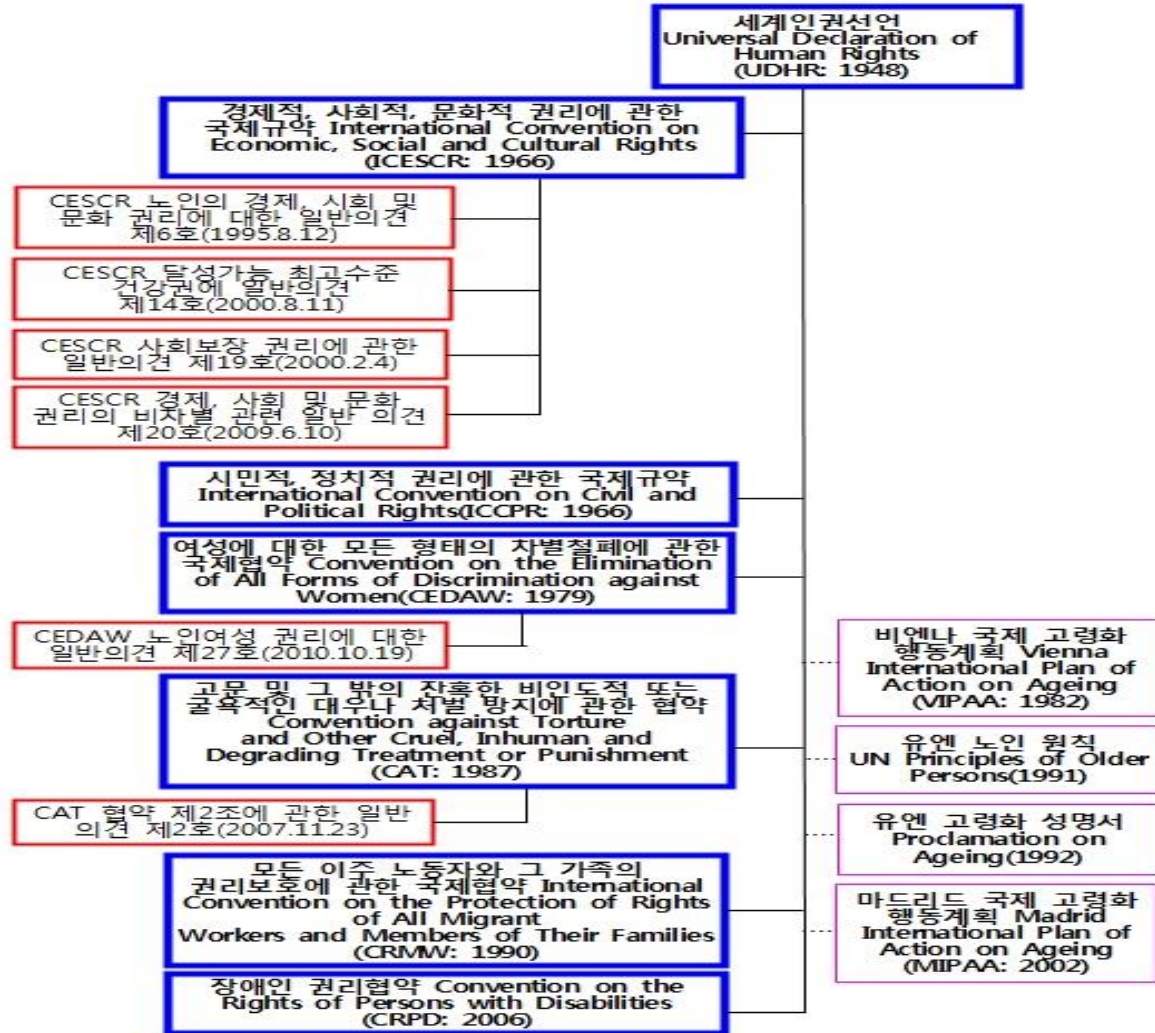 세계인권선언
Universal Declaration of
Human Rights
(UDHR: 1948)
경제적, 사회적, 문화적 권리에 관한
국제규약 International Convention on
Economic, Social and Cultural Rights
(ICESCR: 1966)
CESCR 노인의 경제, 시회 및
문화 권리에 대한 일반의견
제6호(1995.8.12)
CESCR 달성가능 최고수준
건강권에 일반의견
제14호(2000.8.11)
CESCR 사회보장 권리에 관한
일반의견 제19호(2000.2.4)
CESCR 경제, 사회 및 문화
권리의 비차별 관련 일반 의견
제20호(2009.6.10)
시민적, 정치적 권리에 관한 국제규약
International Convention on Civil and
Political Rights(ICCPR: 1966)
여성에 대한 모든 형태의 차별철폐에 관한
국제협약 Convention on the Elimination
of All Forms of Discrimination against
Women(CEDAW: 1979)
CEDAW 노인여성 권리에 대한
일반의견 제27호(2010.10.19)
고문 및 그 밖의 잔혹한 비인도적 또는
굴욕적인 대우나 처벌 방지에 관한 협약
Convention against Torture
and Other Cruel, Inhuman and
Degrading Treatment or Punishment
(CAT: 1987)
CAT 협약 제2조에 관한 일반
의견 제2호(2007.11.23)
모든 이주 노동자와 그 가족의
권리보호에 관한 국제협약 International
Convention on the Protection of Rights
of All Migrant
Workers and Members of Their Families
(CRMW: 1990)
장애인 권리협약 Convention on the
Rights of Persons with Disabilities
(CRPD: 2006)
비엔나 국제 고령화
행동계획 Vienna
International Plan of
Action on Ageing
(VIPAA: 1982)
유엔 노인 원칙
UN Principles of Older
Persons(1991)
유엔 고령화 성명서
Proclamation on
Ageing(1992)
마드리드 국제 고령화
행동계획 Madrid
International Plan of
Action on Ageing
(MIPAA: 2002)